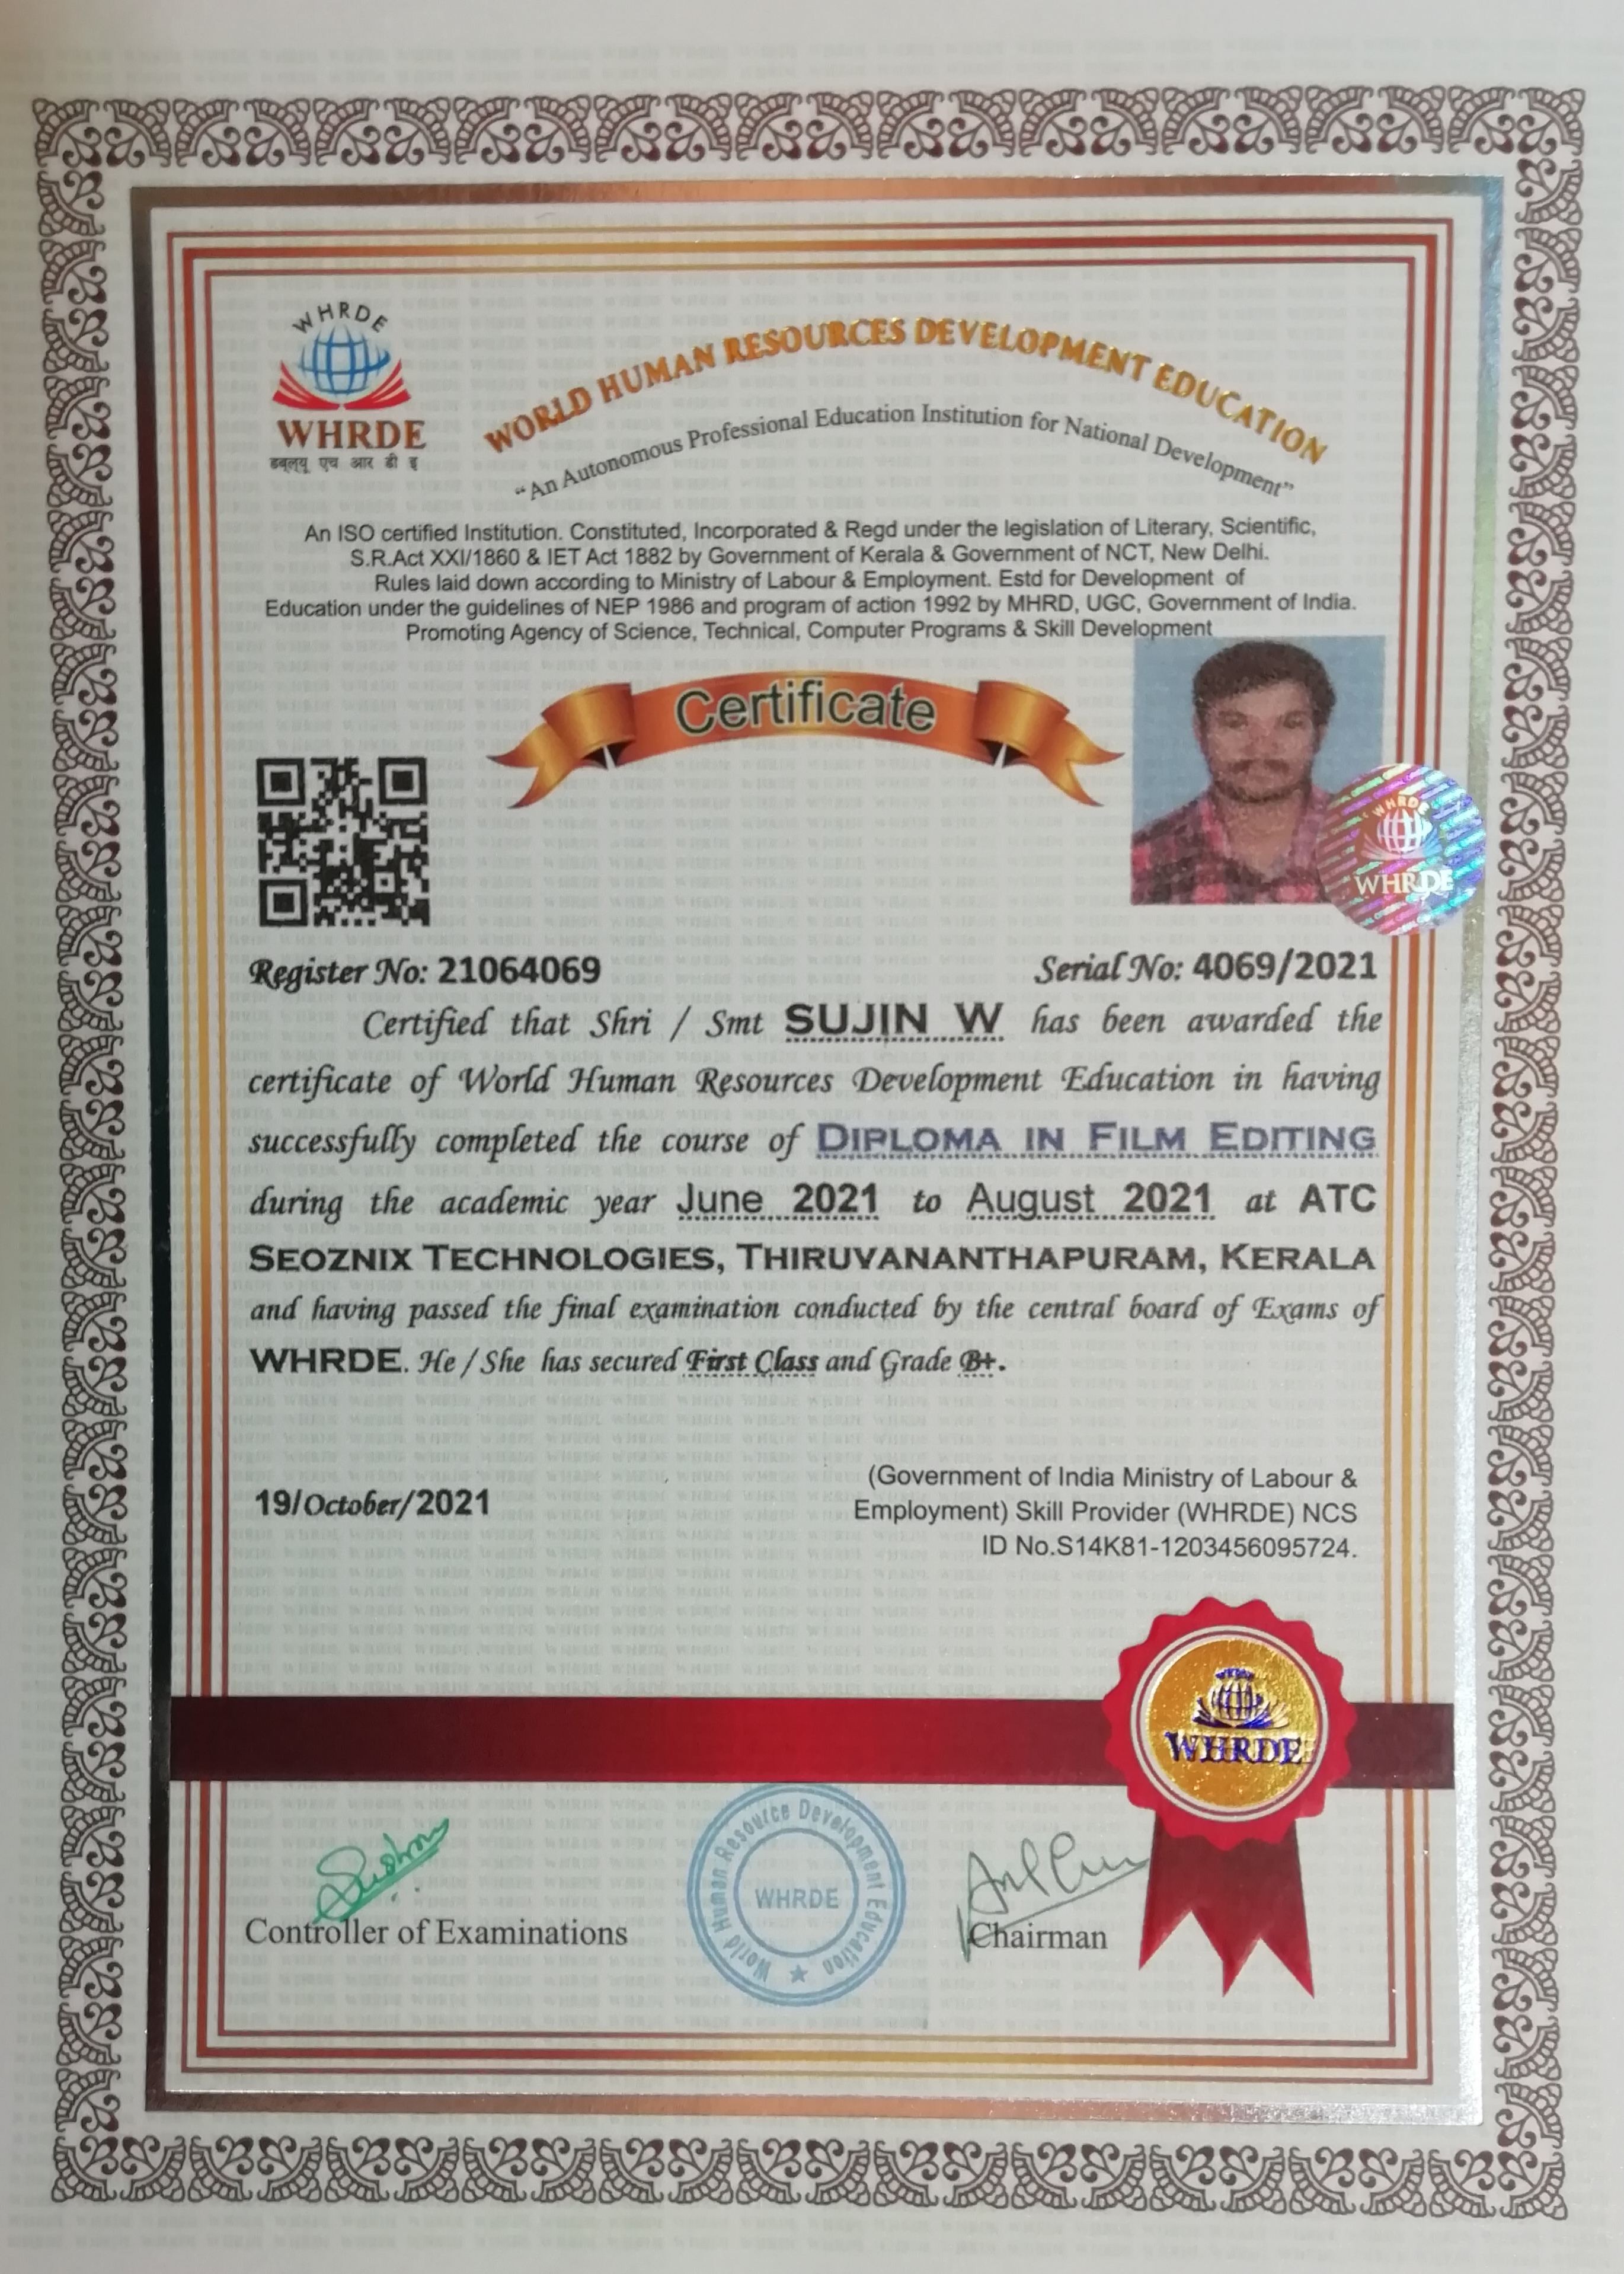 WHRDE
WHRDE
डबल्यू एच आर डी इ
WORLD HUMAN RESOURCES DEVELOPMENT EDUCATION
“An Autonomous Professional Education Institution for National Development”
An ISO certified Institution. Constituted, Incorporated & Regd under the legislation of Literary, Scientific,
S.R.Act XXI/1860 & IET Act 1882 by Government of Kerala & Government of NCT, New Delhi.
Rules laid down according to Ministry of Labour & Employment. Estd for Development of
Education under the guidelines of NEP 1986 and program of action 1992 by MHRD, UGC, Government of India.
Promoting Agency of Science, Technical, Computer Programs & Skill Development
Certificate
WHRDE
WHRDE
Register No: 21064069
Serial No: 4069/2021
Certified that Shri / Smt SUJIN W has been awarded the
certificate of World Human Resources Development Education in having
successfully completed the course of DIPLOMA IN FILM EDITING
during the academic year June 2021 to August 2021 at ATC
SEOZNIX TECHNOLOGIES, THIRUVANANTHAPURAM, KERALA
and having passed the final examination conducted by the central board of Exams of
WHRDE. He / She has secured First Class and Grade B+.
(Government of India Ministry of Labour &
Employment) Skill Provider (WHRDE) NCS
ID No.S14K81-1203456095724.
19/October/2021
WHRDE
WHRDE
World Human Resource Development Education
WHRDE
Controller of Examinations
Chairman